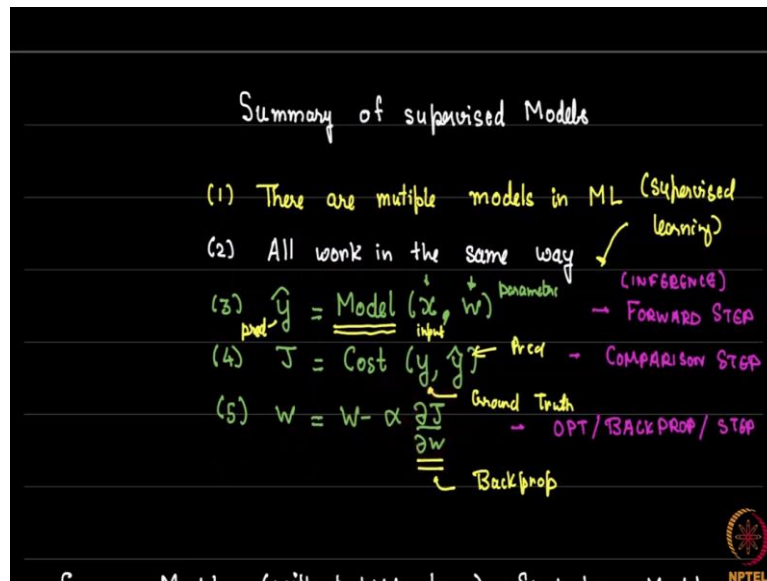 Summary of supervised Models
(1) There are mutiple models in ML (supervised learning)
(2) All work in the same way
(INFERENCE)
(3) ŷ = Model (x, w) parameters → FORWARD STEP
pred input
(4) J = Cost (y, ŷ) ← Pred - COMPARISON STEP
Ground Truth
(5) W = W - α ∂J/∂w → OPT/BACKPROP/STEP
Backprop
NPTEL